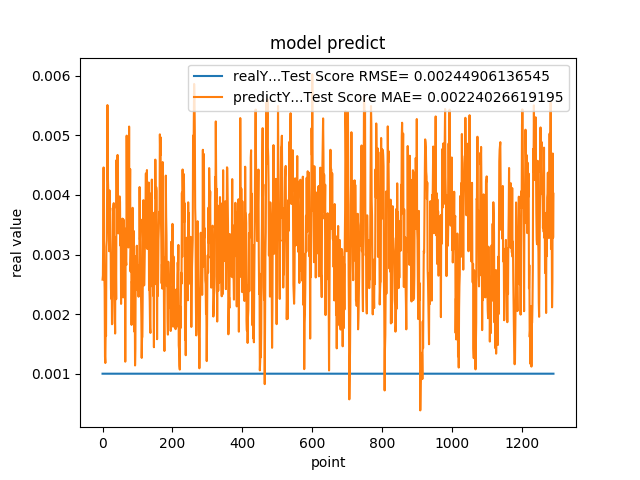 model predict
realY...Test Score RMSE= 0.00244906136545
predictY...Test Score MAE= 0.00224026619195
0.006
0.005
0.004
0.003
0.002
0.001
real value
0 200 400 600 800 1000 1200
point